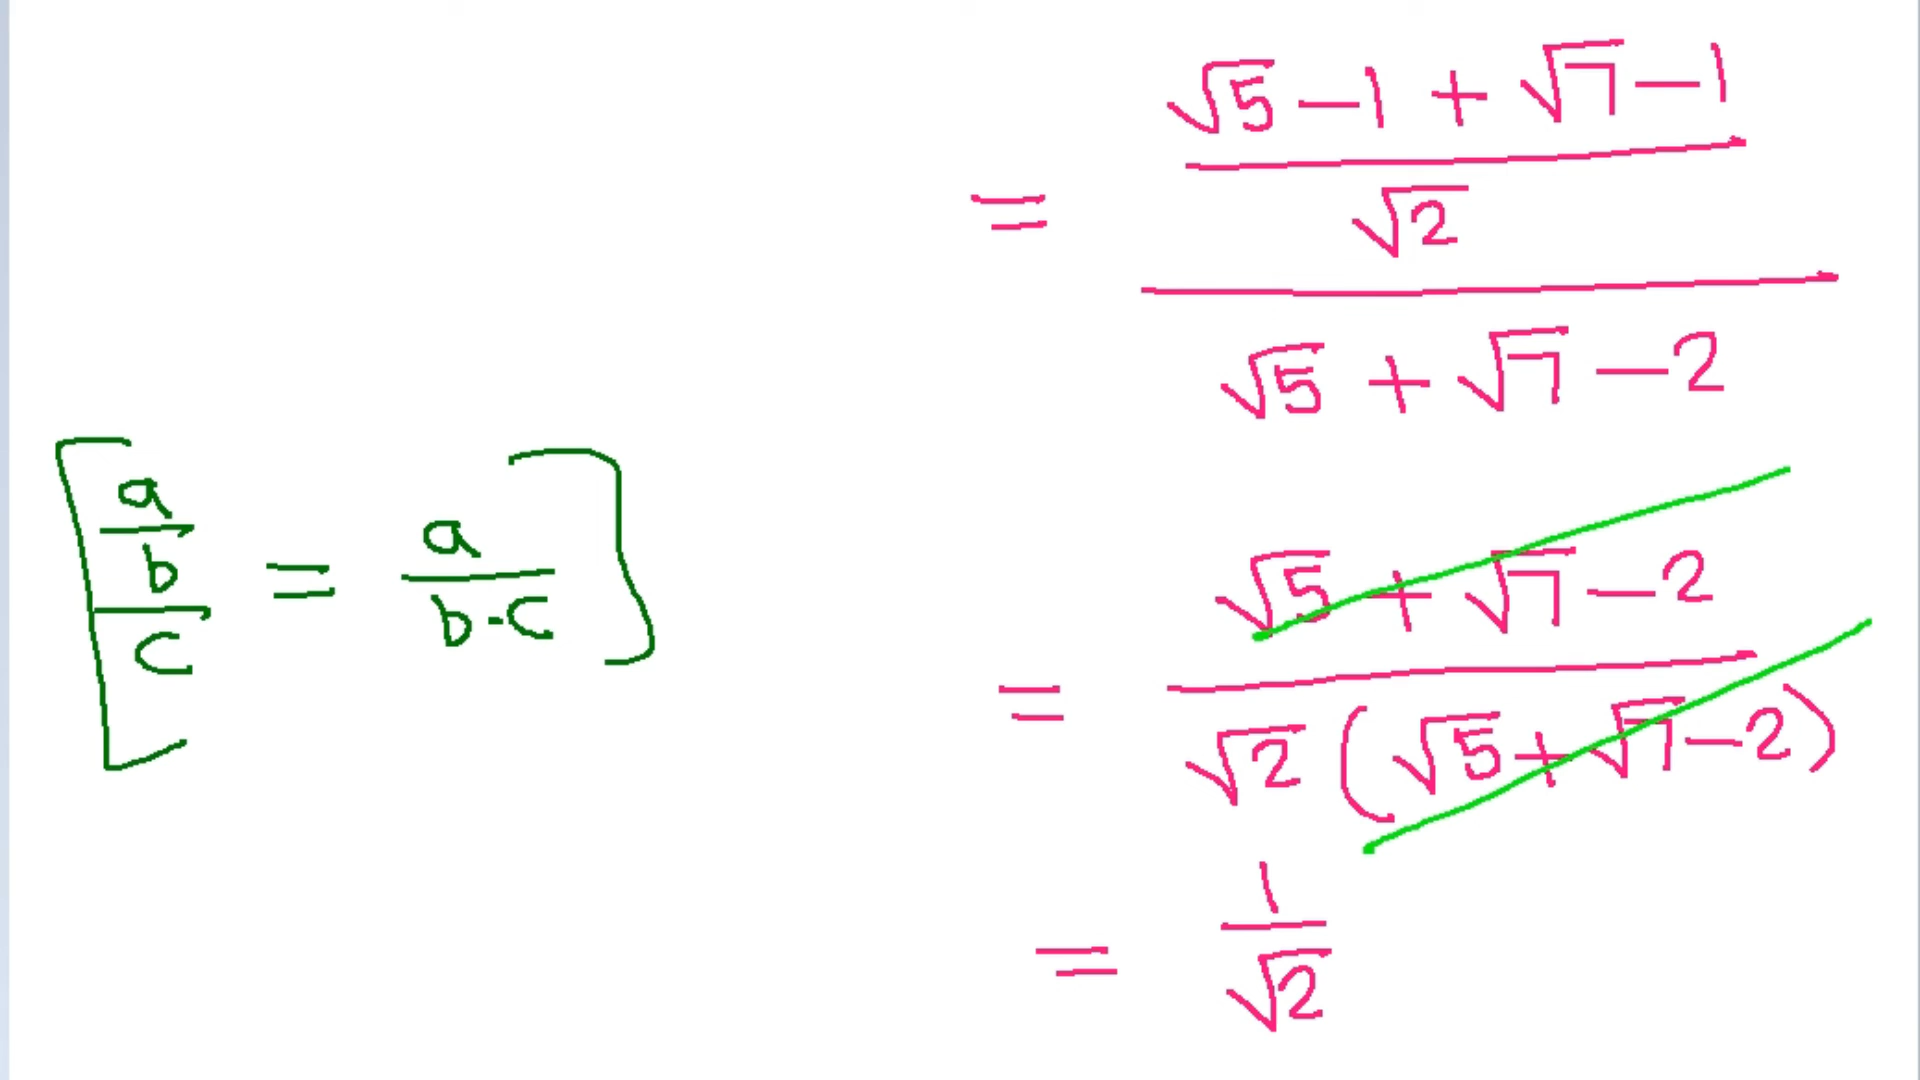 [ a/b / c = a / b·c ]
= (√5 − 1 + √7 − 1) / √2 / √5 + √7 − 2
= √5 + √7 − 2 / √2 (√5 + √7 − 2)
= 1 / √2